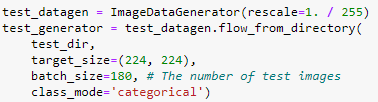 test_datagen = ImageDataGenerator(rescale=1. / 255)
test_generator = test_datagen.flow_from_directory(
    test_dir,
    target_size=(224, 224),
    batch_size=180, # The number of test images
    class_mode='categorical')